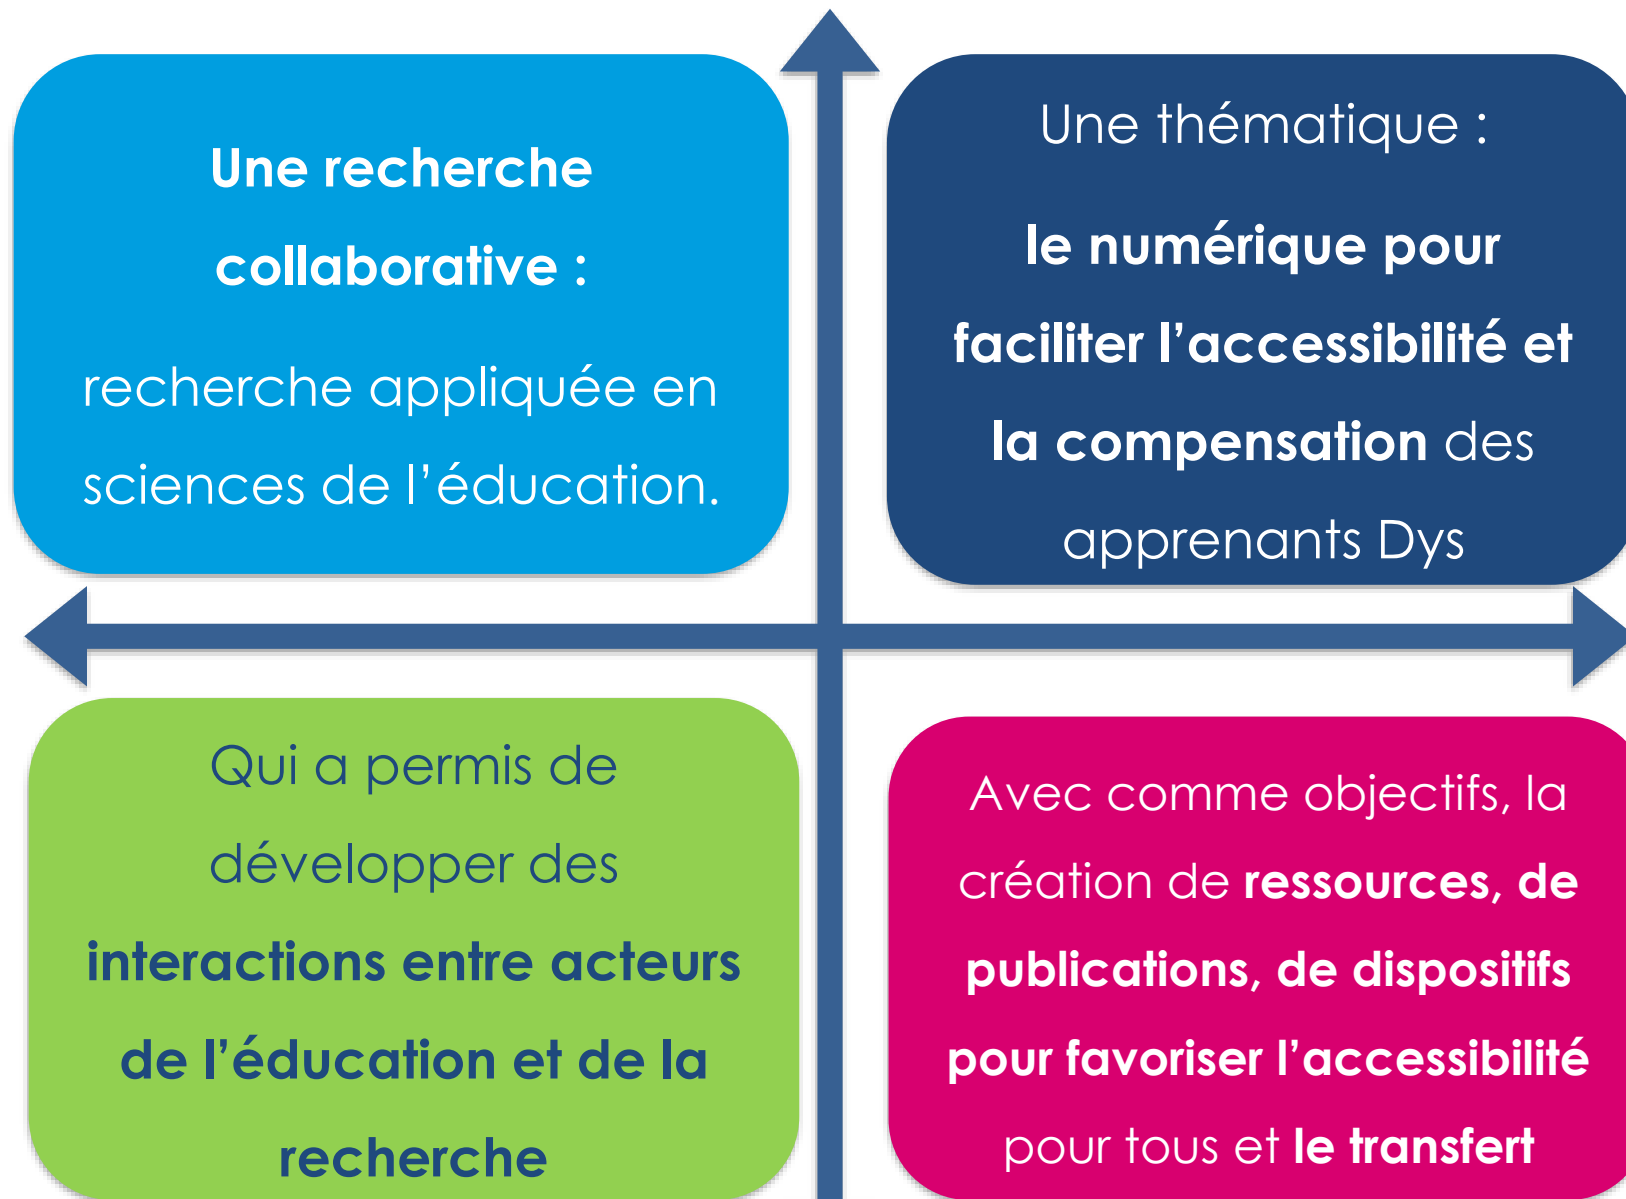 Une recherche
collaborative :
recherche appliquée en
sciences de l’éducation.
Une thématique :
le numérique pour
faciliter l’accessibilité et
la compensation des
apprenants Dys
Qui a permis de
développer des
interactions entre acteurs
de l’éducation et de la
recherche
Avec comme objectifs, la
création de ressources, de
publications, de dispositifs
pour favoriser l’accessibilité
pour tous et le transfert